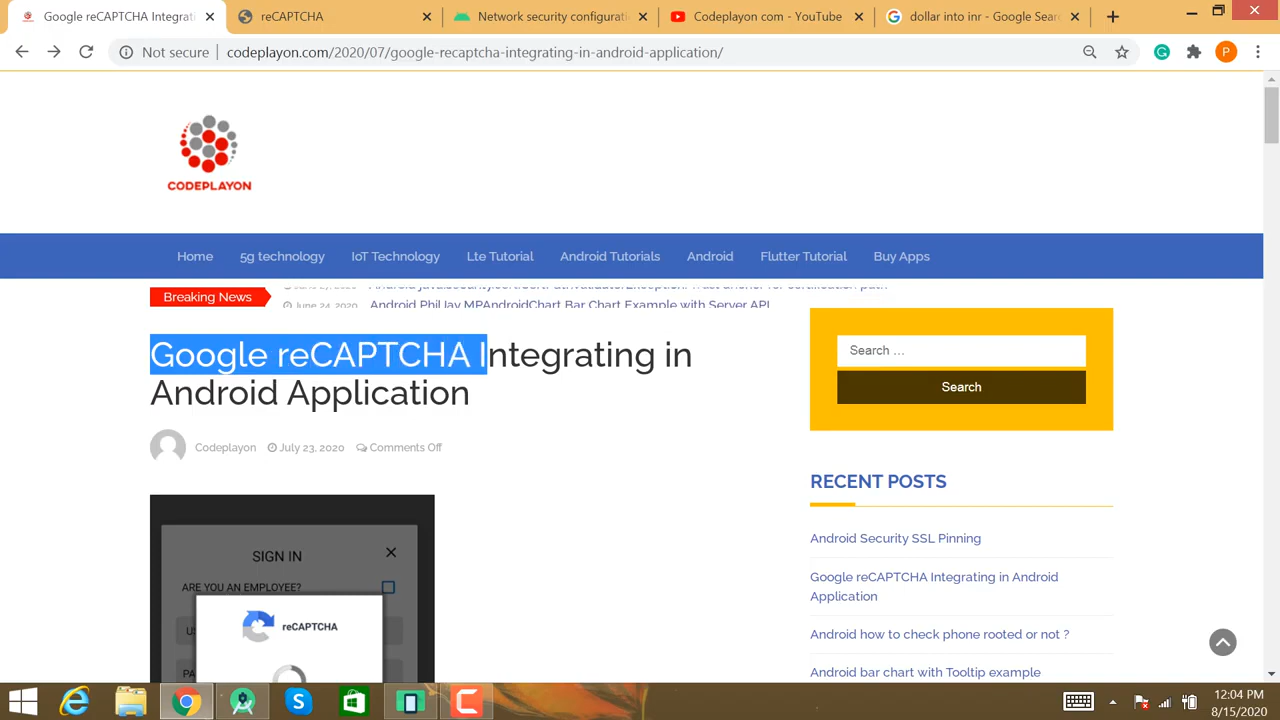 Google reCAPTCHA Integrati
reCAPTCHA
Network security configurati
Codeplayon com - YouTube
dollar into inr - Google Sear
Not secure
codeplayon.com/2020/07/google-recaptcha-integrating-in-android-application/
P
CODEPLAYON
Home
5g technology
IoT Technology
Lte Tutorial
Android Tutorials
Android
Flutter Tutorial
Buy Apps
Breaking News
June 24, 2020
Android PhilJay MPAndroidChart Bar Chart Example with Server API
Google reCAPTCHA Integrating in
Android Application
Codeplayon
July 23, 2020
Comments Off
SIGN IN
ARE YOU AN EMPLOYEE?
reCAPTCHA
Search …
Search
RECENT POSTS
Android Security SSL Pinning
Google reCAPTCHA Integrating in Android
Application
Android how to check phone rooted or not ?
Android bar chart with Tooltip example
12:04 PM
8/15/2020